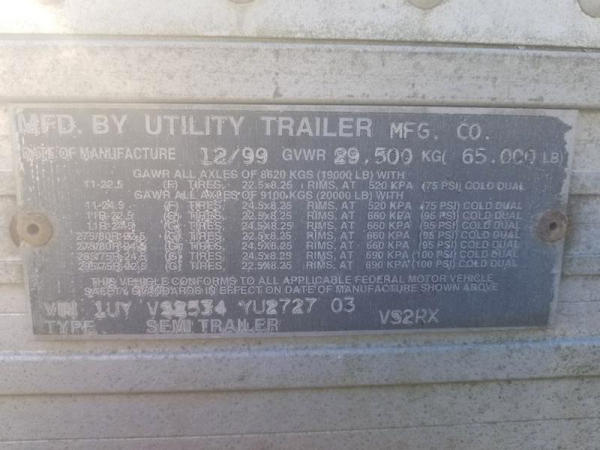 MFD. BY UTILITY TRAILER MFG. CO.
DATE OF MANUFACTURE 12/99 GVWR 29,500 KG( 65,000 LB)
GAWR ALL AXLES OF 8620 KGS (19000 LB) WITH
11-22.5 (F) TIRES, 22.5x8.25 RIMS, AT 520 KPA (75 PSI) COLD DUAL
GAWR ALL AXLES OF 9100 KGS (20000 LB) WITH
11-24.5 (F) TIRES, 24.5x8.25 RIMS, AT 520 KPA (75 PSI) COLD DUAL
11R-22.5 (G) TIRES, 22.5x8.25 RIMS, AT 660 KPA (95 PSI) COLD DUAL
(G) TIRES, 24.5x8.25 RIMS, AT 660 KPA (95 PSI) COLD DUAL
(G) TIRES, 22.5x8.25 RIMS, AT 660 KPA (95 PSI) COLD DUAL
(G) TIRES, 24.5x8.25 RIMS, AT 660 KPA (95 PSI) COLD DUAL
(G) TIRES, 24.5x8.25 RIMS, AT 690 KPA (100 PSI) COLD DUAL
(G) TIRES, 22.5x8.25 RIMS, AT 690 KPA (100 PSI) COLD DUAL
THIS VEHICLE CONFORMS TO ALL APPLICABLE FEDERAL MOTOR VEHICLE
SAFETY STANDARDS IN EFFECT ON DATE OF MANUFACTURE SHOWN ABOVE.
VIN 1UY YU2727 03
TYPE SEMI TRAILER VS2RX